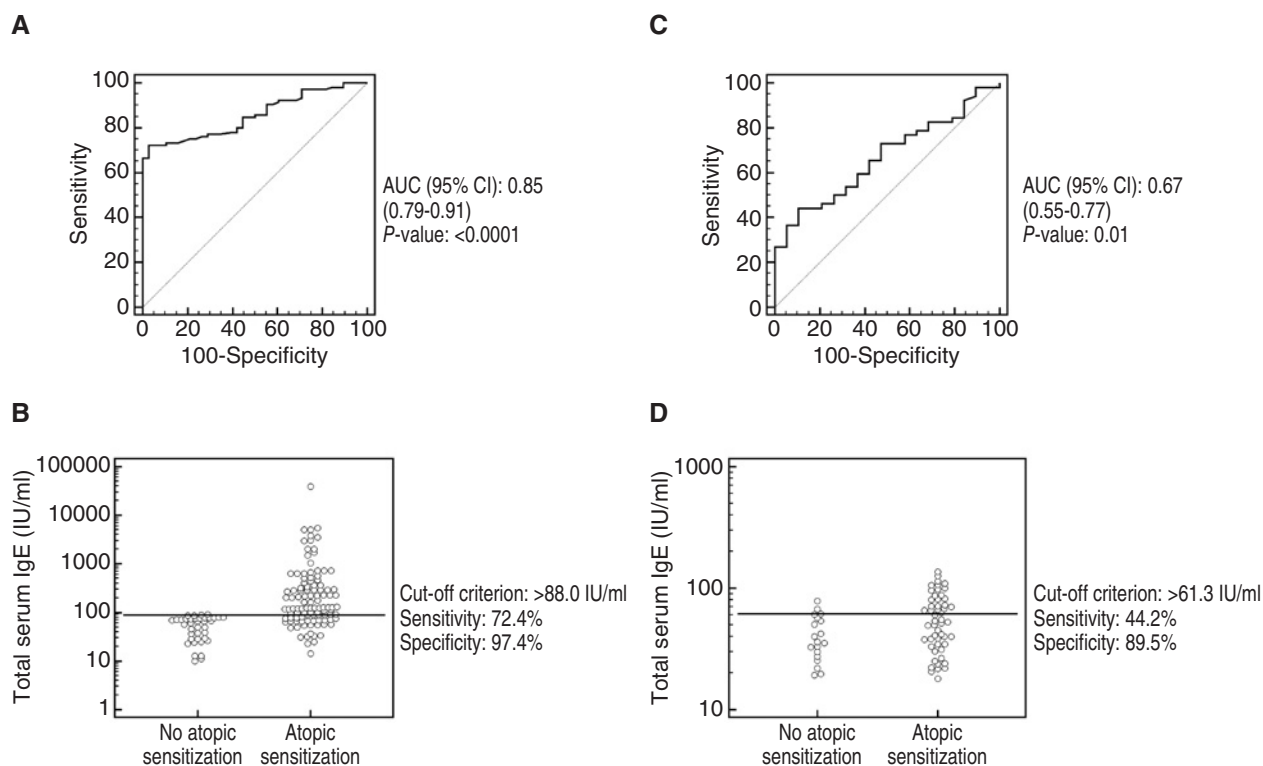 A
100
80
60
40
20
0
Sensitivity
0 20 40 60 80 100
100-Specificity
AUC (95% CI): 0.85
(0.79-0.91)
P-value: <0.0001
C
100
80
60
40
20
0
Sensitivity
0 20 40 60 80 100
100-Specificity
AUC (95% CI): 0.67
(0.55-0.77)
P-value: 0.01
B
100000
10000
1000
100
10
1
Total serum IgE (IU/ml)
No atopic
sensitization
Atopic
sensitization
Cut-off criterion: >88.0 IU/ml
Sensitivity: 72.4%
Specificity: 97.4%
D
1000
100
10
Total serum IgE (IU/ml)
No atopic
sensitization
Atopic
sensitization
Cut-off criterion: >61.3 IU/ml
Sensitivity: 44.2%
Specificity: 89.5%